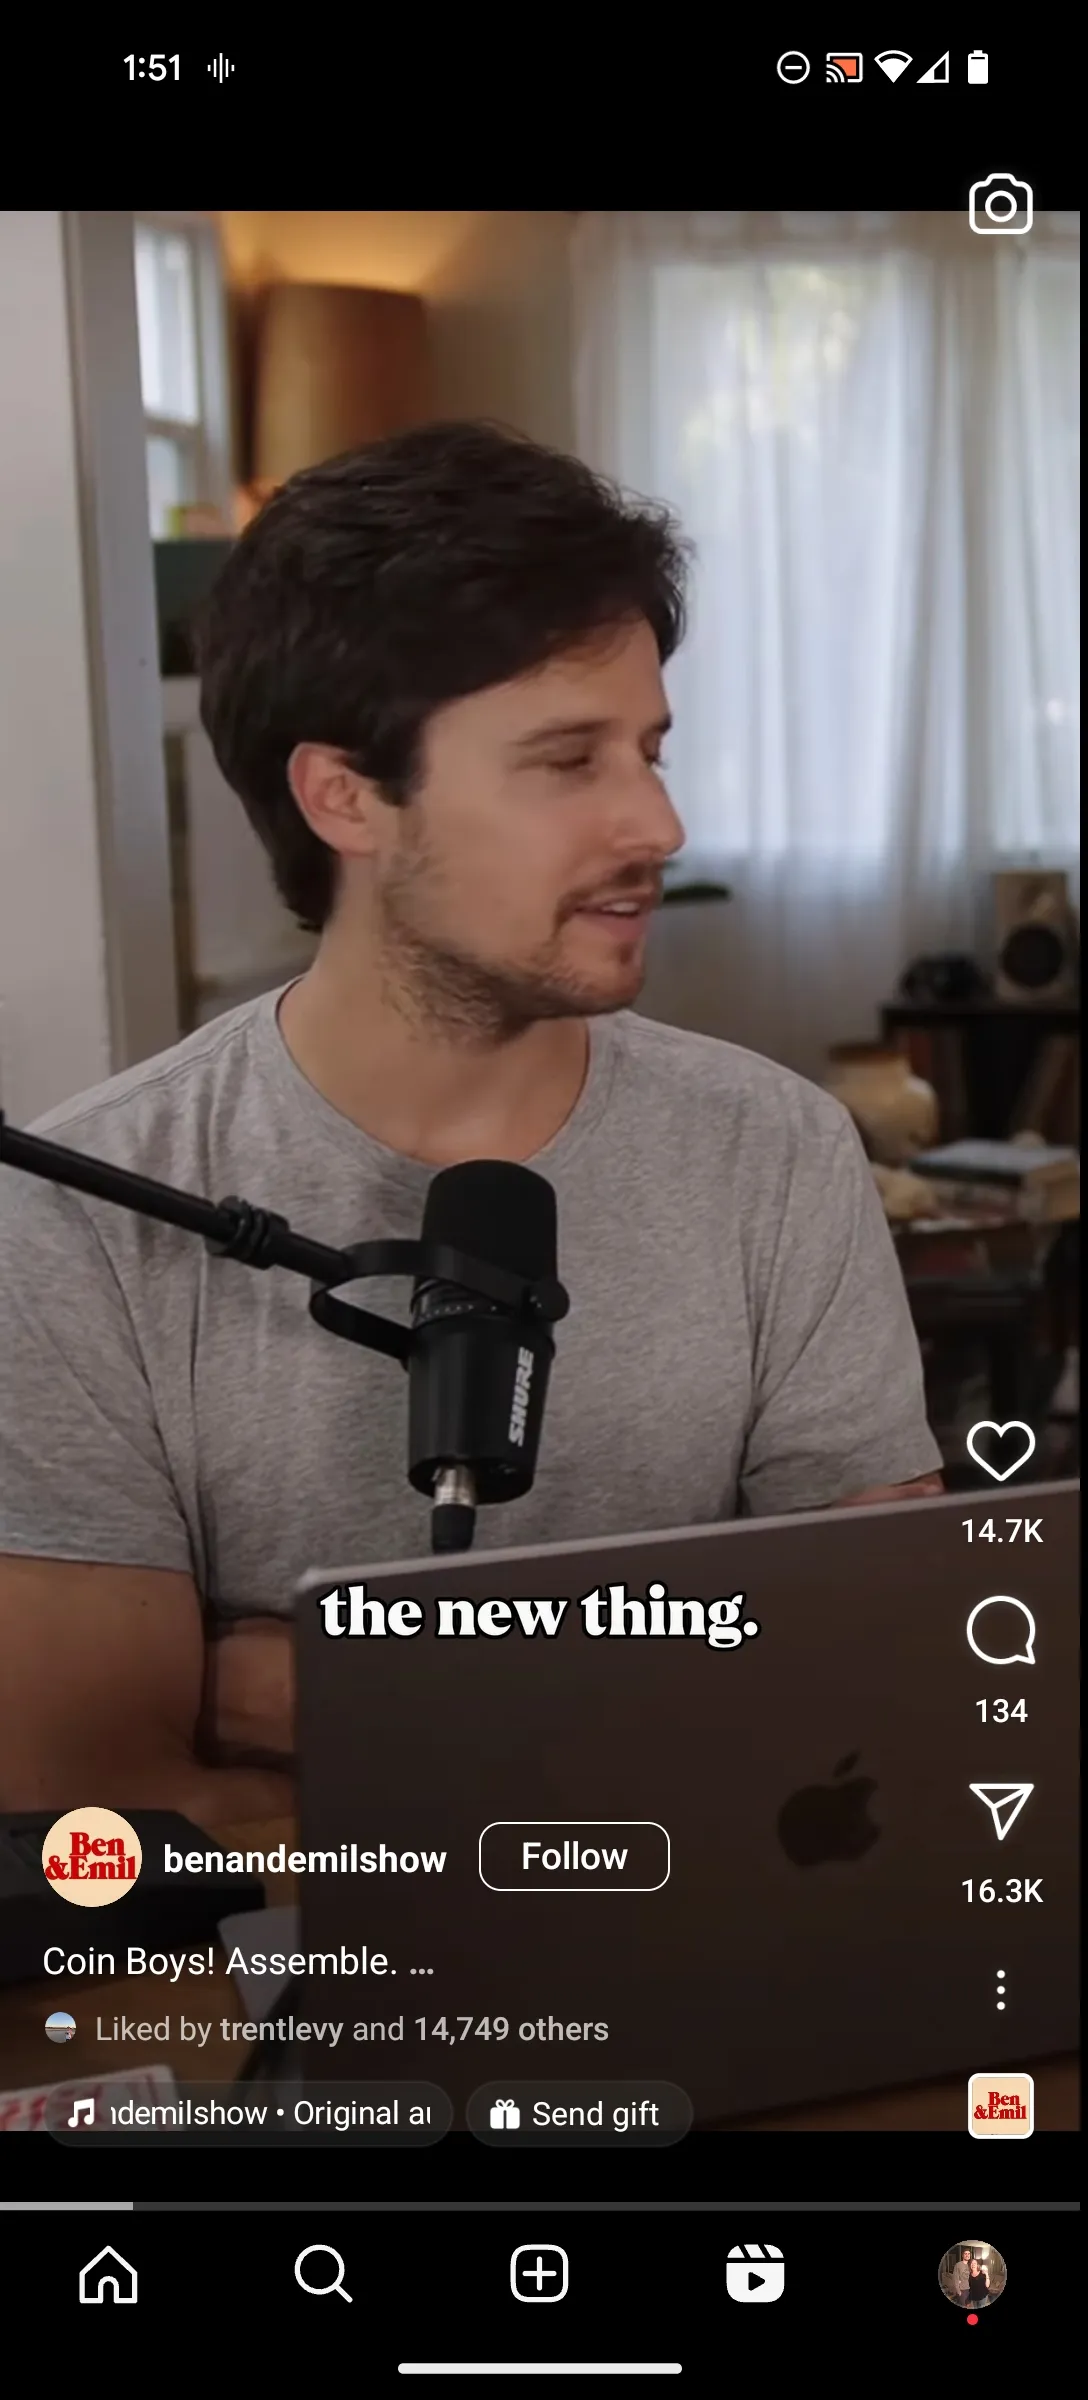 1:51
SHURE
14.7K
the new thing.
134
Ben
&Emil
benandemilshow
Follow
16.3K
Coin Boys! Assemble. ...
Liked by trentlevy and 14,749 others
ndemilshow • Original au
Send gift
Ben
&Emil